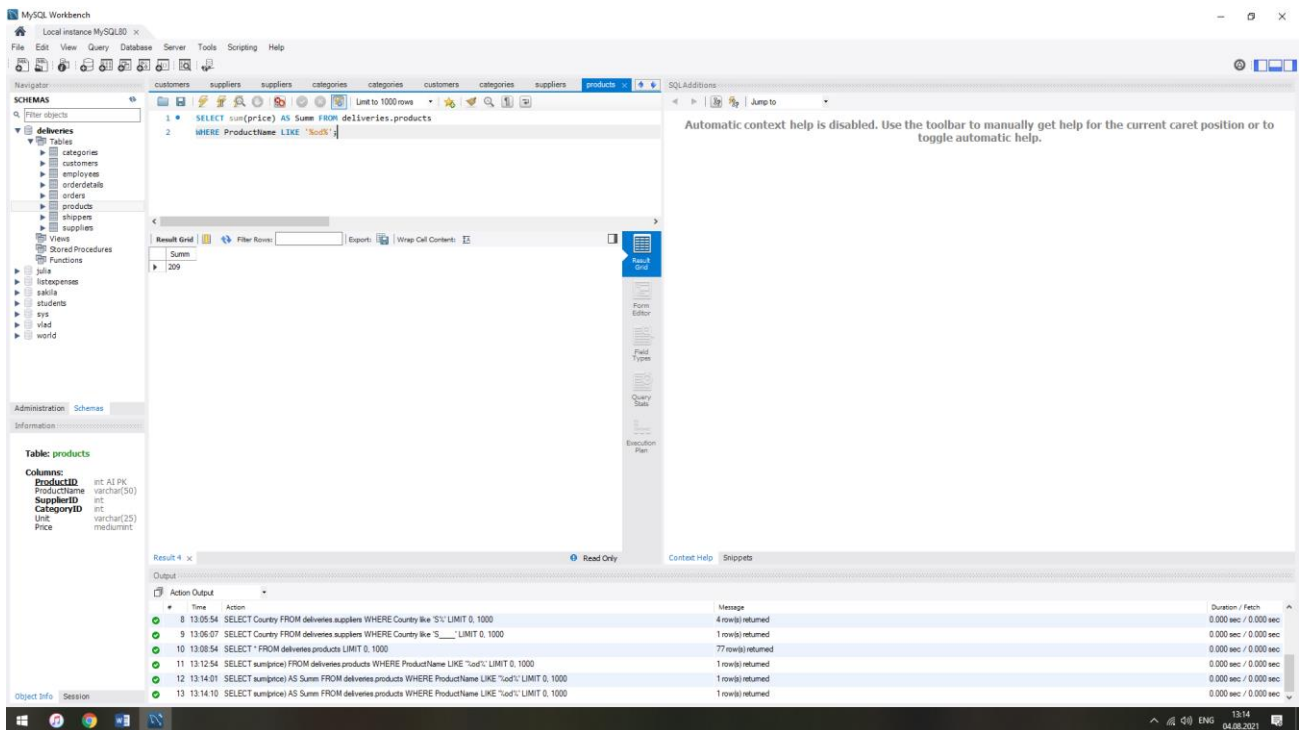 MySQL Workbench
Local instance MySQL80 ×
File Edit View Query Database Server Tools Scripting Help
Navigator
SCHEMAS
Filter objects
deliveries
Tables
categories
customers
employees
orderdetails
orders
products
shippers
suppliers
Views
Stored Procedures
Functions
julia
listexpenses
sakila
students
sys
vlad
world
Administration Schemas
Information
Table: products
Columns:
ProductID int AI PK
ProductName varchar(50)
SupplierID int
CategoryID int
Unit varchar(25)
Price mediumint
Object Info Session
customers suppliers suppliers categories categories customers categories suppliers products ×
Limit to 1000 rows
1 SELECT sum(price) AS Summ FROM deliveries.products
2 WHERE ProductName LIKE '%od%';
Result Grid Filter Rows: Export: Wrap Cell Content:
Summ
209
Result Grid
Form Editor
Field Types
Query Stats
Execution Plan
Result 4 × Read Only
SQLAdditions
Jump to
Automatic context help is disabled. Use the toolbar to manually get help for the current caret position or to
toggle automatic help.
Context Help Snippets
Output
Action Output
# Time Action Message Duration / Fetch
8 13:05:54 SELECT Country FROM deliveries.suppliers WHERE Country like 'S%' LIMIT 0, 1000 4 row(s) returned 0.000 sec / 0.000 sec
9 13:06:07 SELECT Country FROM deliveries.suppliers WHERE Country like 'S____' LIMIT 0, 1000 1 row(s) returned 0.000 sec / 0.000 sec
10 13:08:54 SELECT * FROM deliveries.products LIMIT 0, 1000 77 row(s) returned 0.000 sec / 0.000 sec
11 13:12:54 SELECT sum(price) FROM deliveries.products WHERE ProductName LIKE '%od%' LIMIT 0, 1000 1 row(s) returned 0.000 sec / 0.000 sec
12 13:14:01 SELECT sum(price) AS Summ FROM deliveries.products WHERE ProductName LIKE '%od%' LIMIT 0, 1000 1 row(s) returned 0.000 sec / 0.000 sec
13 13:14:10 SELECT sum(price) AS Summ FROM deliveries.products WHERE ProductName LIKE '%od%' LIMIT 0, 1000 1 row(s) returned 0.000 sec / 0.000 sec
ENG
13:14
04.08.2021